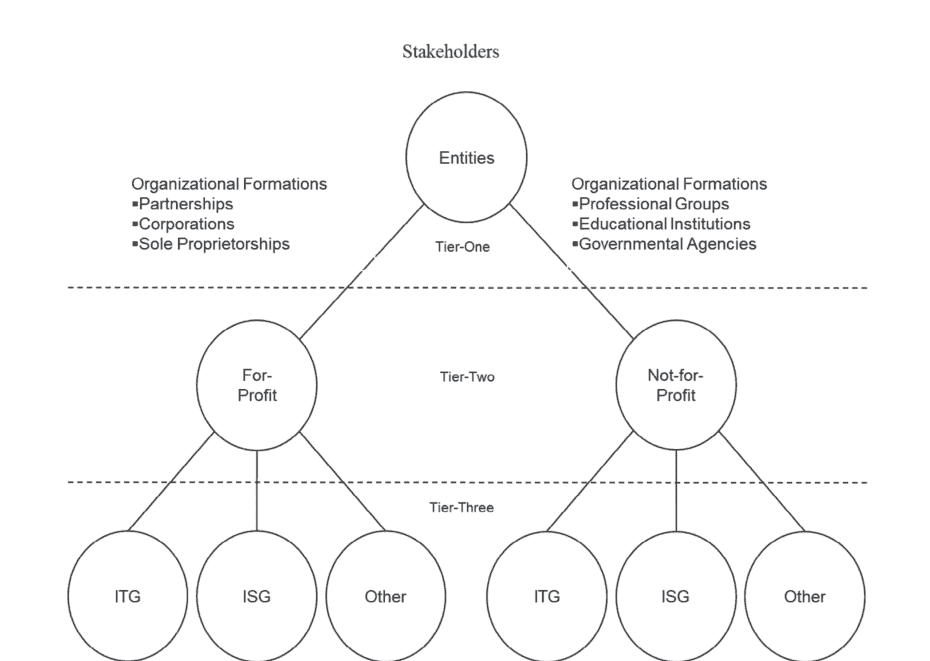 Stakeholders
Entities
Organizational Formations
▪Partnerships
▪Corporations
▪Sole Proprietorships
Organizational Formations
▪Professional Groups
▪Educational Institutions
▪Governmental Agencies
Tier-One
For-
Profit
Tier-Two
Not-for-
Profit
Tier-Three
ITG
ISG
Other
ITG
ISG
Other